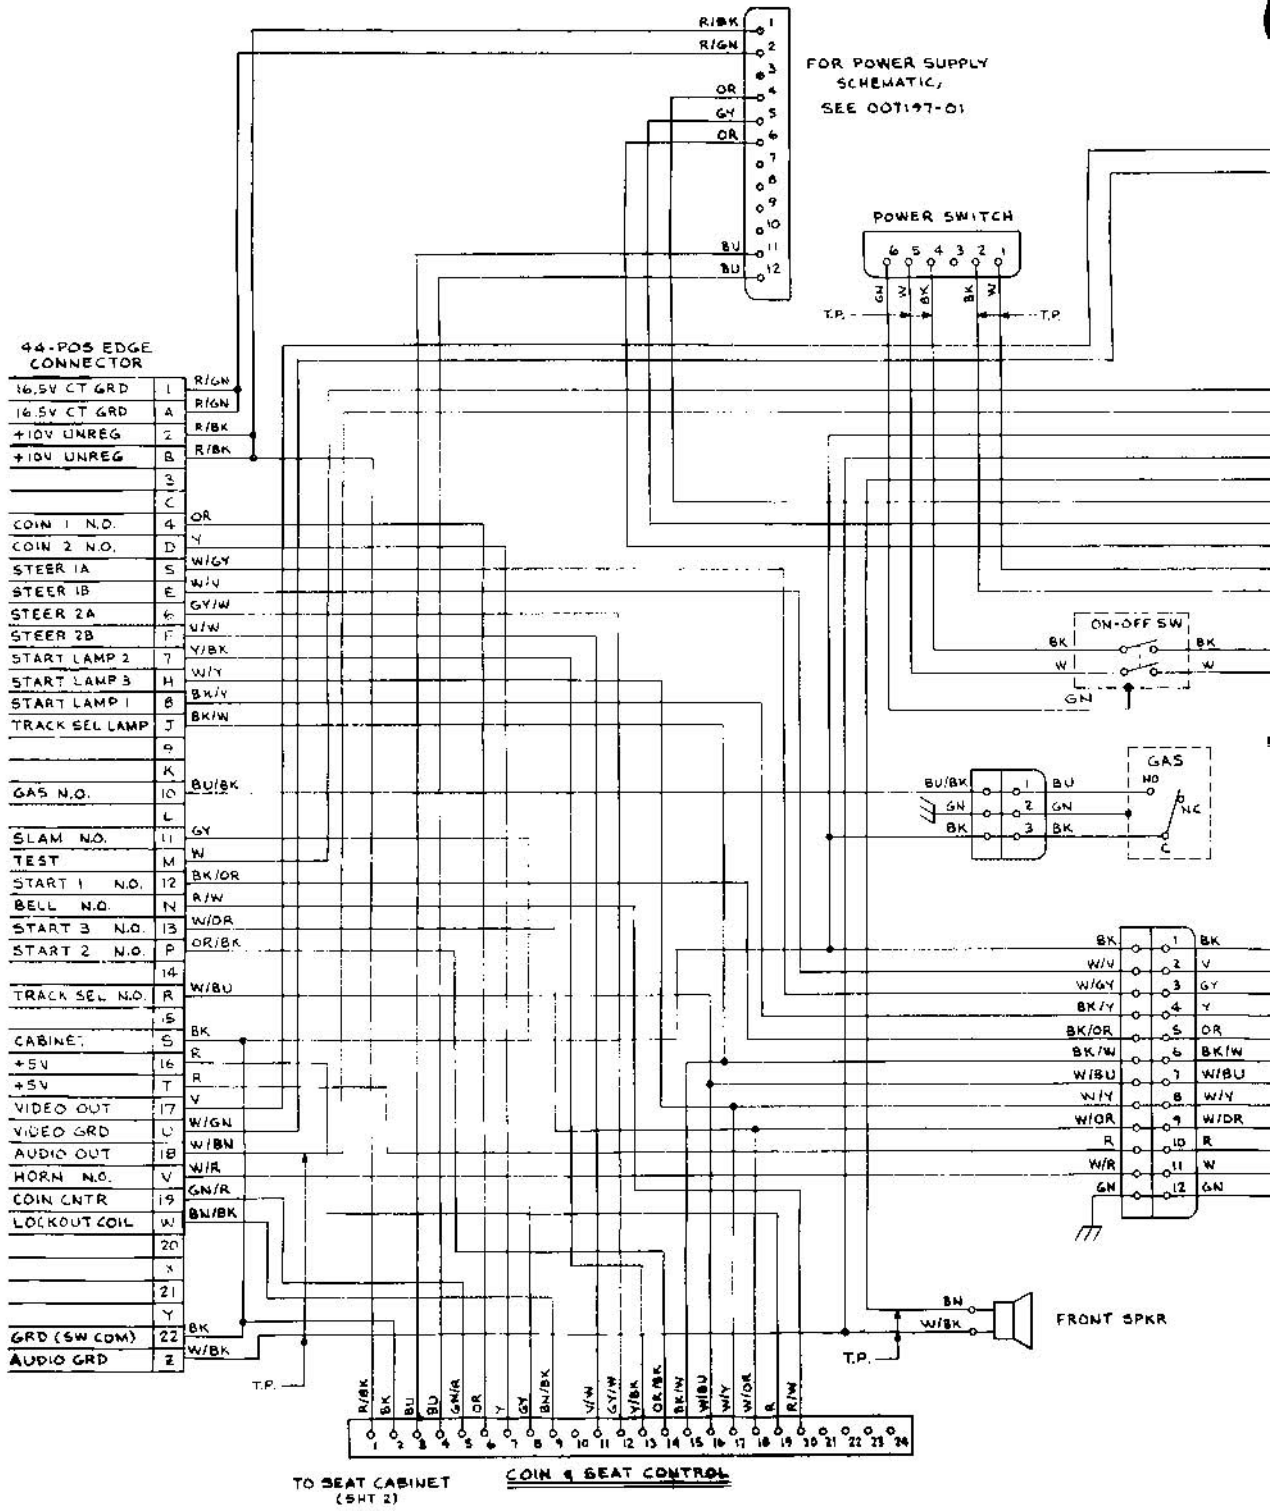 R/BK 1
R/GN 2
3
OR 4
GY 5
OR 6
7
8
9
10
BU 11
BU 12
FOR POWER SUPPLY
SCHEMATIC,
SEE 007197-01
POWER SWITCH
6 5 4 3 2 1
GN W BK BK W
T.P. T.P.
44-POS EDGE
CONNECTOR
16.5V CT GRD 1 R/GN
16.5V CT GRD A R/GN
+10V UNREG 2 R/BK
+10V UNREG B R/BK
3
C
COIN 1 N.O. 4 OR
COIN 2 N.O. D Y
STEER 1A 5 W/GY
STEER 1B E W/V
STEER 2A 6 GY/W
STEER 2B F V/W
START LAMP 2 7 Y/BK
START LAMP 3 H W/Y
START LAMP 1 8 BK/Y
TRACK SEL LAMP J BK/W
9
K
GAS N.O. 10 BU/BK
L
SLAM N.O. 11 GY
TEST M W
START 1 N.O. 12 BK/OR
BELL N.O. N R/W
START 3 N.O. 13 W/OR
START 2 N.O. P OR/BK
14
TRACK SEL N.O. R W/BU
15
CABINET S BK
+5V 16 R
+5V T R
VIDEO OUT 17 V
VIDEO GRD U W/GN
AUDIO OUT 18 W/BN
HORN N.O. V W/R
COIN CNTR 19 GN/R
LOCKOUT COIL W BN/BK
20
X
21
Y
GRD (SW COM) 22 BK
AUDIO GRD Z W/BK
T.P.
ON-OFF SW
BK BK
W W
GN
GAS
BU/BK 1 BU NO
GN 2 GN N.C
BK 3 BK C
BK 1 BK
W/V 2 V
W/GY 3 GY
BK/Y 4 Y
BK/OR 5 OR
BK/W 6 BK/W
W/BU 7 W/BU
W/Y 8 W/Y
W/OR 9 W/OR
R 10 R
W/R 11 W
GN 12 GN
BN
W/BK
FRONT SPKR
T.P.
R/BK BK BU BU GN/R OR Y GY BN/BK V/W GY/W Y/BK OR/BK BK/W W/BU W/Y W/OR R R/W
1 2 3 4 5 6 7 8 9 10 11 12 13 14 15 16 17 18 19 20 21 22 23 24
TO SEAT CABINET
(SHT 2)
COIN & SEAT CONTROL